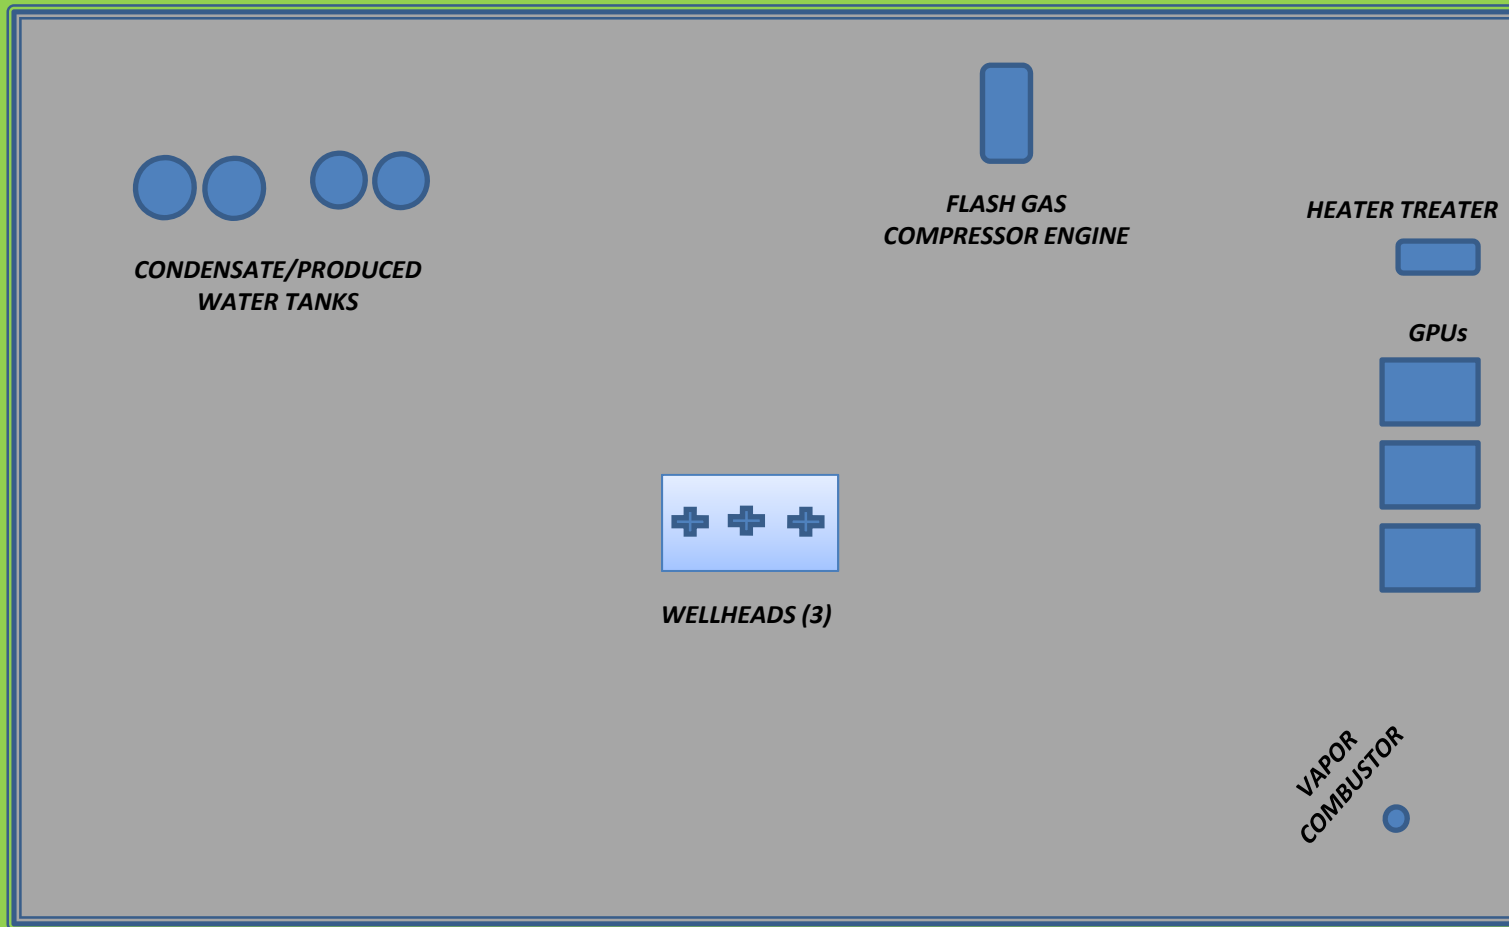 FLASH GAS
COMPRESSOR ENGINE
HEATER TREATER
CONDENSATE/PRODUCED
WATER TANKS
GPUs
WELLHEADS (3)
VAPOR
COMBUSTOR